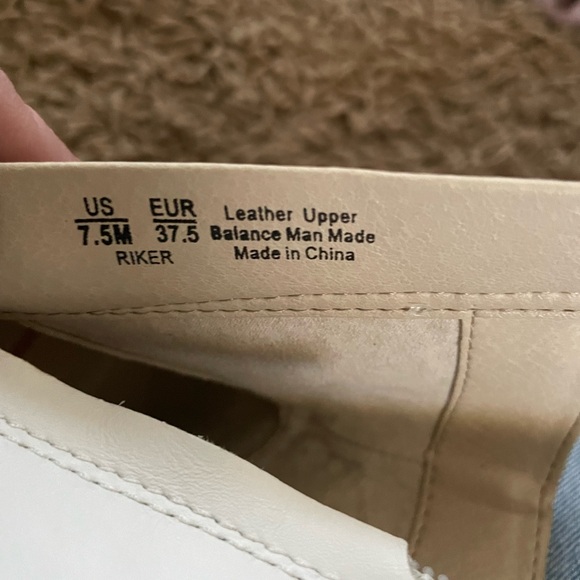 US EUR Leather Upper
7.5M 37.5 Balance Man Made
RIKER Made in China